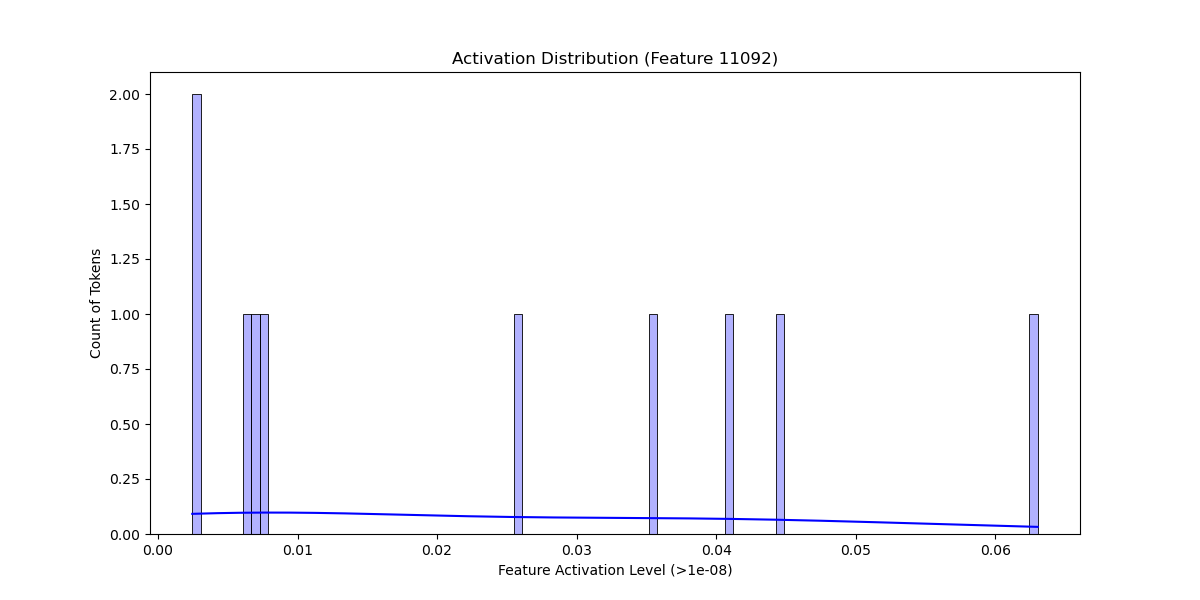 Activation Distribution (Feature 11092)
2.00
1.75
1.50
1.25
1.00
0.75
0.50
0.25
0.00
Count of Tokens
0.00 0.01 0.02 0.03 0.04 0.05 0.06
Feature Activation Level (>1e-08)